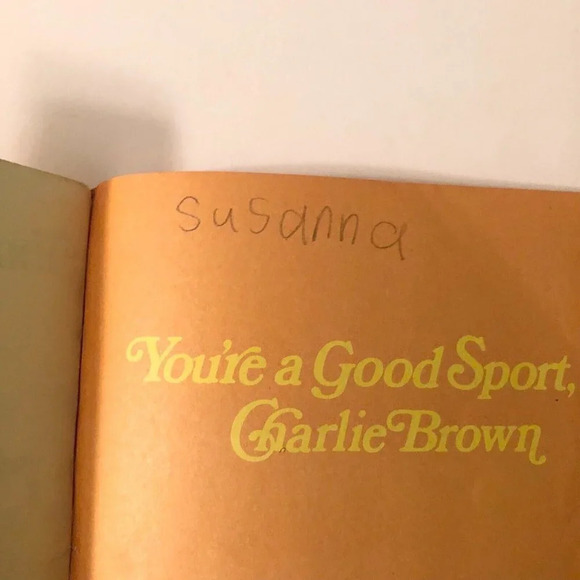 susanna
You're a Good Sport,
Charlie Brown